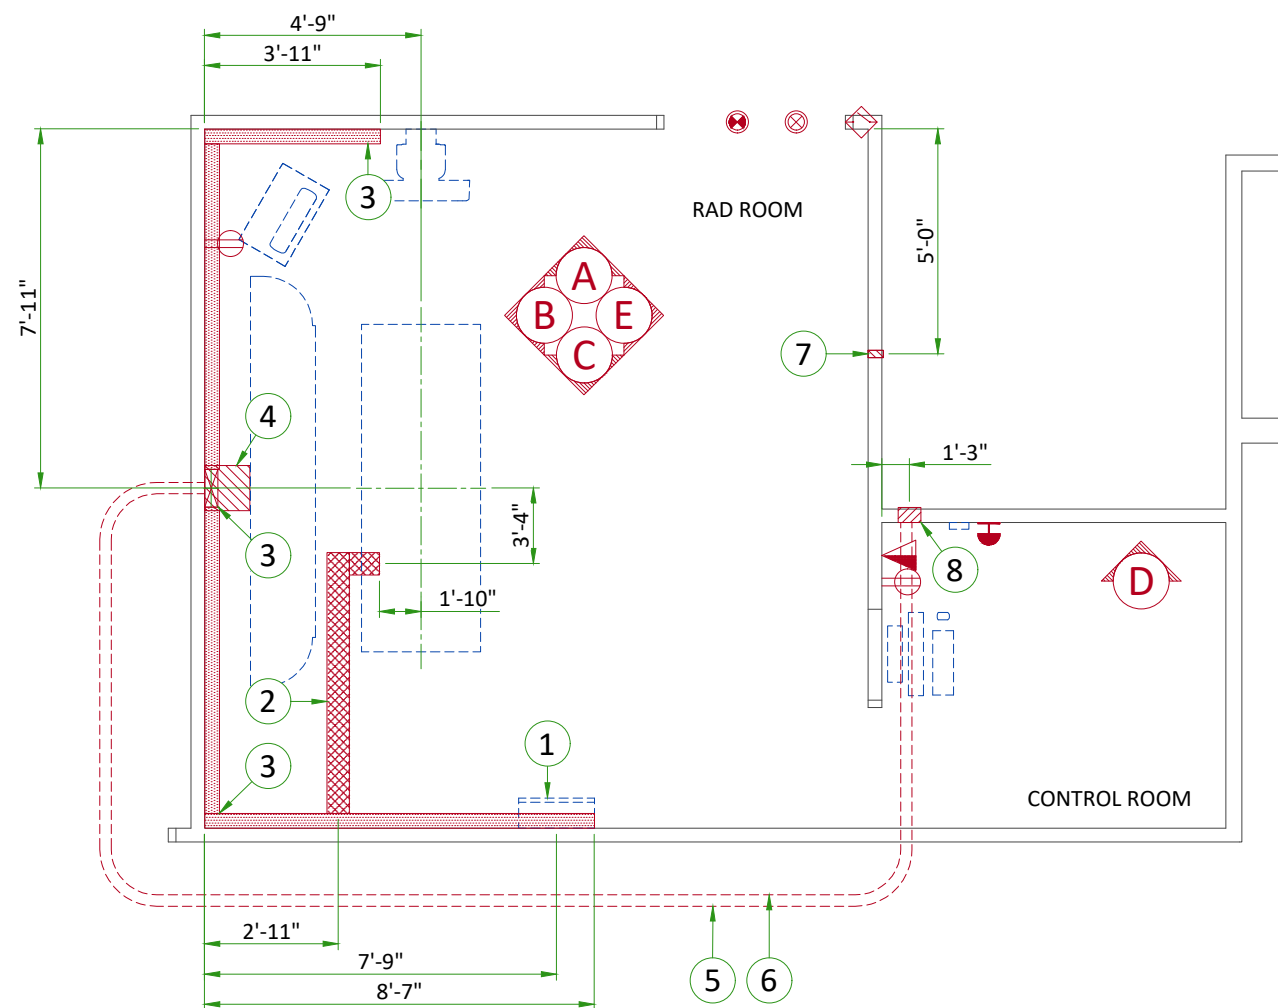 4'-9"
3'-11"
3
RAD ROOM
5'-0"
7'-11"
A
B
E
C
7
4
1'-3"
3'-4"
3
8
D
1'-10"
2
1
3
CONTROL ROOM
2'-11"
7'-9"
5
6
8'-7"